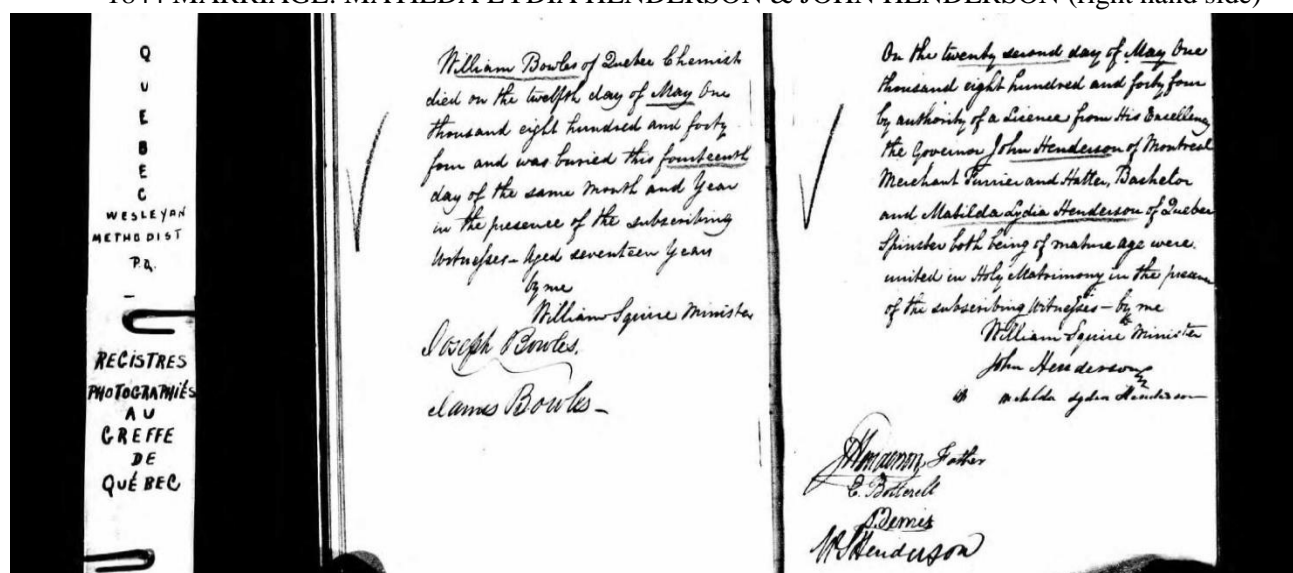 1844 MARRIAGE: MATILDA LYDIA HENDERSON & JOHN HENDERSON (right hand side)
QUEBEC
WESLEYAN
METHODIST
P.Q.
REGISTRES
PHOTOGRAPHIÉS
AU
GREFFE
DE
QUÉBEC
William Bowles of Quebec Chemist
died on the twelfth day of May One
thousand eight hundred and forty
four and was buried this fourteenth
day of the same month and Year
in the presence of the subscribing
Witnesses – Aged seventeen Years
by me
William Squire Minister
Joseph Bowles.
James Bowles –
On the twenty second day of May One
thousand eight hundred and forty four
by authority of a License from His Excellency
the Governor John Henderson of Montreal
Merchant Furrier and Hatter, Bachelor
and Matilda Lydia Henderson of Quebec
Spinster both being of mature age were
united in Holy Matrimony in the presence
of the subscribing Witnesses – by me
William Squire Minister
John Henderson
Matilda Lydia Henderson
Henderson Father
E. Botterell
W S Henderson